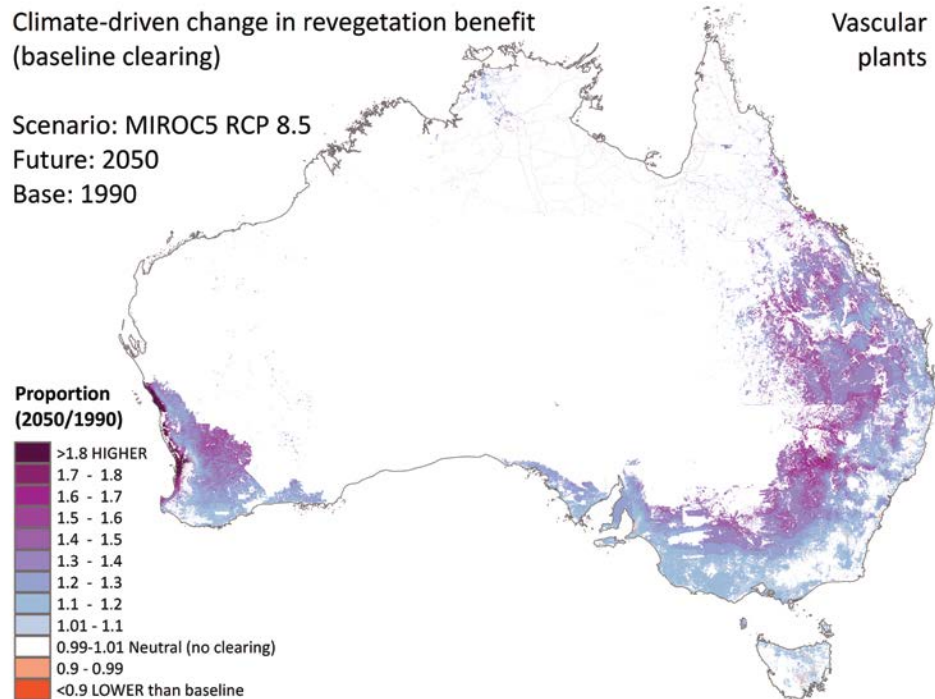 Climate-driven change in revegetation benefit
(baseline clearing)
Vascular
plants
Scenario: MIROC5 RCP 8.5
Future: 2050
Base: 1990
Proportion
(2050/1990)
>1.8 HIGHER
1.7 - 1.8
1.6 - 1.7
1.5 - 1.6
1.4 - 1.5
1.3 - 1.4
1.2 - 1.3
1.1 - 1.2
1.01 - 1.1
0.99-1.01 Neutral (no clearing)
0.9 - 0.99
<0.9 LOWER than baseline